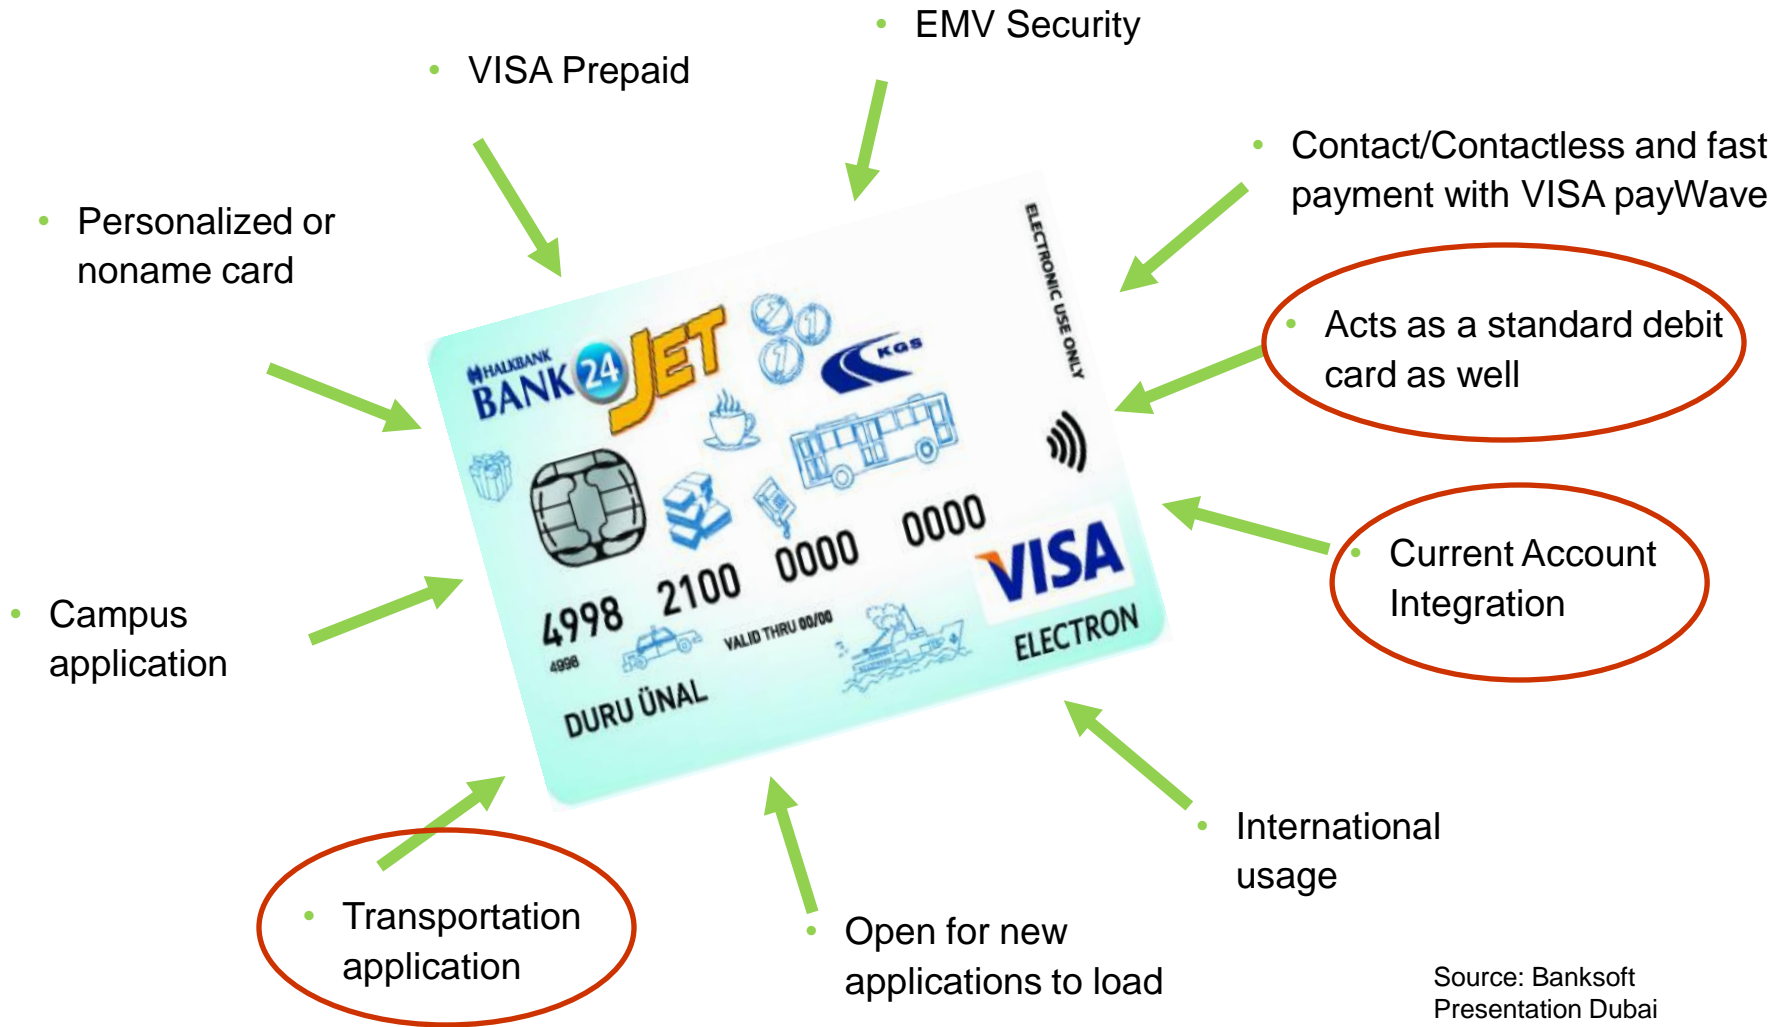 • EMV Security
• VISA Prepaid
• Contact/Contactless and fast
payment with VISA payWave
• Personalized or
noname card
• Acts as a standard debit
card as well
• Current Account
Integration
• Campus
application
• International
usage
• Transportation
application
• Open for new
applications to load
HALKBANK
BANK 24 JET
KGS
ELECTRONIC USE ONLY
4998 2100 0000 0000
4998
VALID THRU 00/00
VISA
ELECTRON
DURU ÜNAL
Source: Banksoft
Presentation Dubai